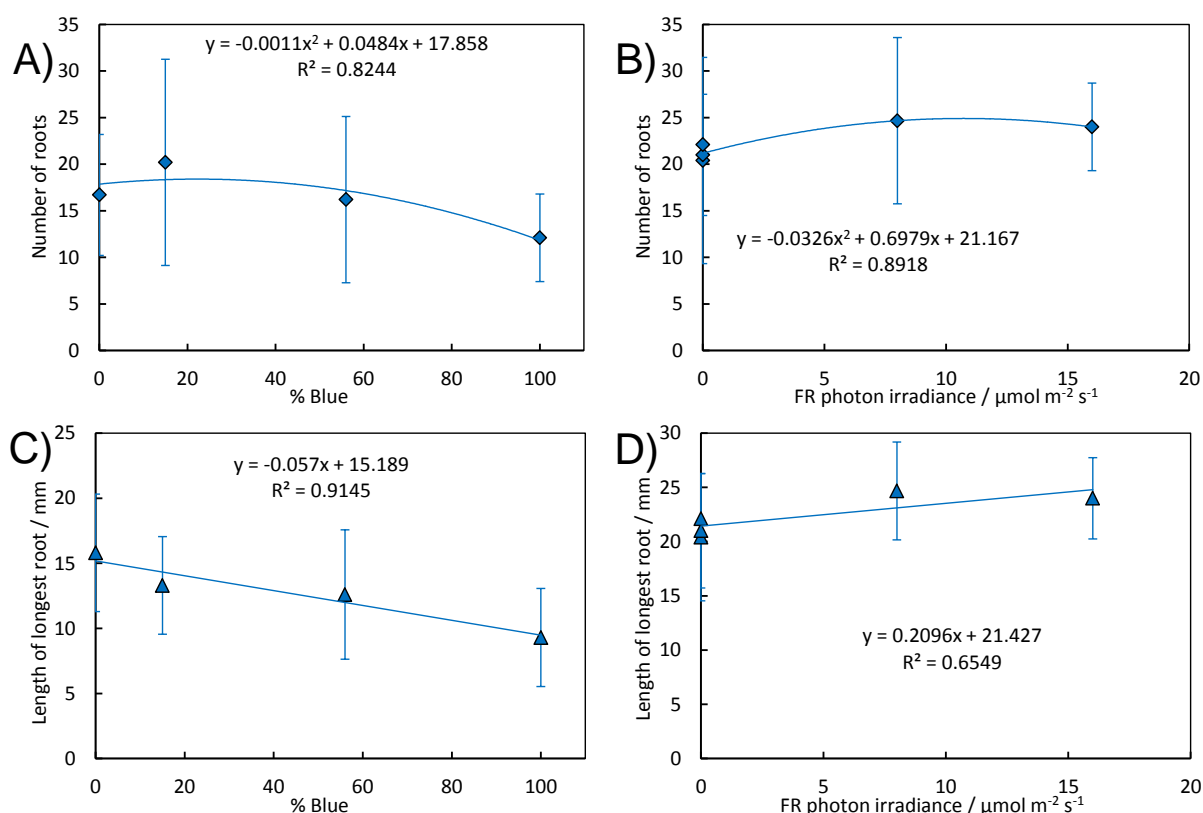 A)
Number of roots
35
30
25
20
15
10
5
0
y = -0.0011x² + 0.0484x + 17.858
R² = 0.8244
0 20 40 60 80 100
% Blue
B)
Number of roots
35
30
25
20
15
10
5
0
y = -0.0326x² + 0.6979x + 21.167
R² = 0.8918
0 5 10 15 20
FR photon irradiance / µmol m⁻² s⁻¹
C)
Length of longest root / mm
25
20
15
10
5
0
y = -0.057x + 15.189
R² = 0.9145
0 20 40 60 80 100
% Blue
D)
Length of longest root / mm
30
25
20
15
10
5
0
y = 0.2096x + 21.427
R² = 0.6549
0 5 10 15 20
FR photon irradiance / µmol m⁻² s⁻¹